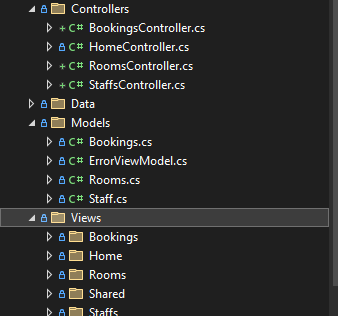 Controllers
C# BookingsController.cs
C# HomeController.cs
C# RoomsController.cs
C# StaffsController.cs
Data
Models
C# Bookings.cs
C# ErrorViewModel.cs
C# Rooms.cs
C# Staff.cs
Views
Bookings
Home
Rooms
Shared
Staffs